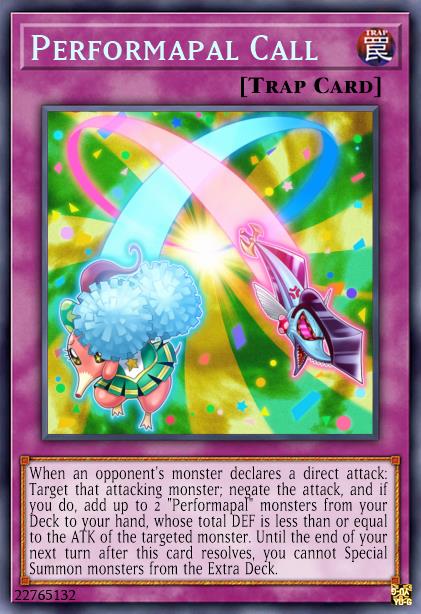 Performapal Call
TRAP
罠
[Trap Card]
When an opponent's monster declares a direct attack:
Target that attacking monster; negate the attack, and if
you do, add up to 2 "Performapal" monsters from your
Deck to your hand, whose total DEF is less than or equal
to the ATK of the targeted monster. Until the end of your
next turn after this card resolves, you cannot Special
Summon monsters from the Extra Deck.
22765132